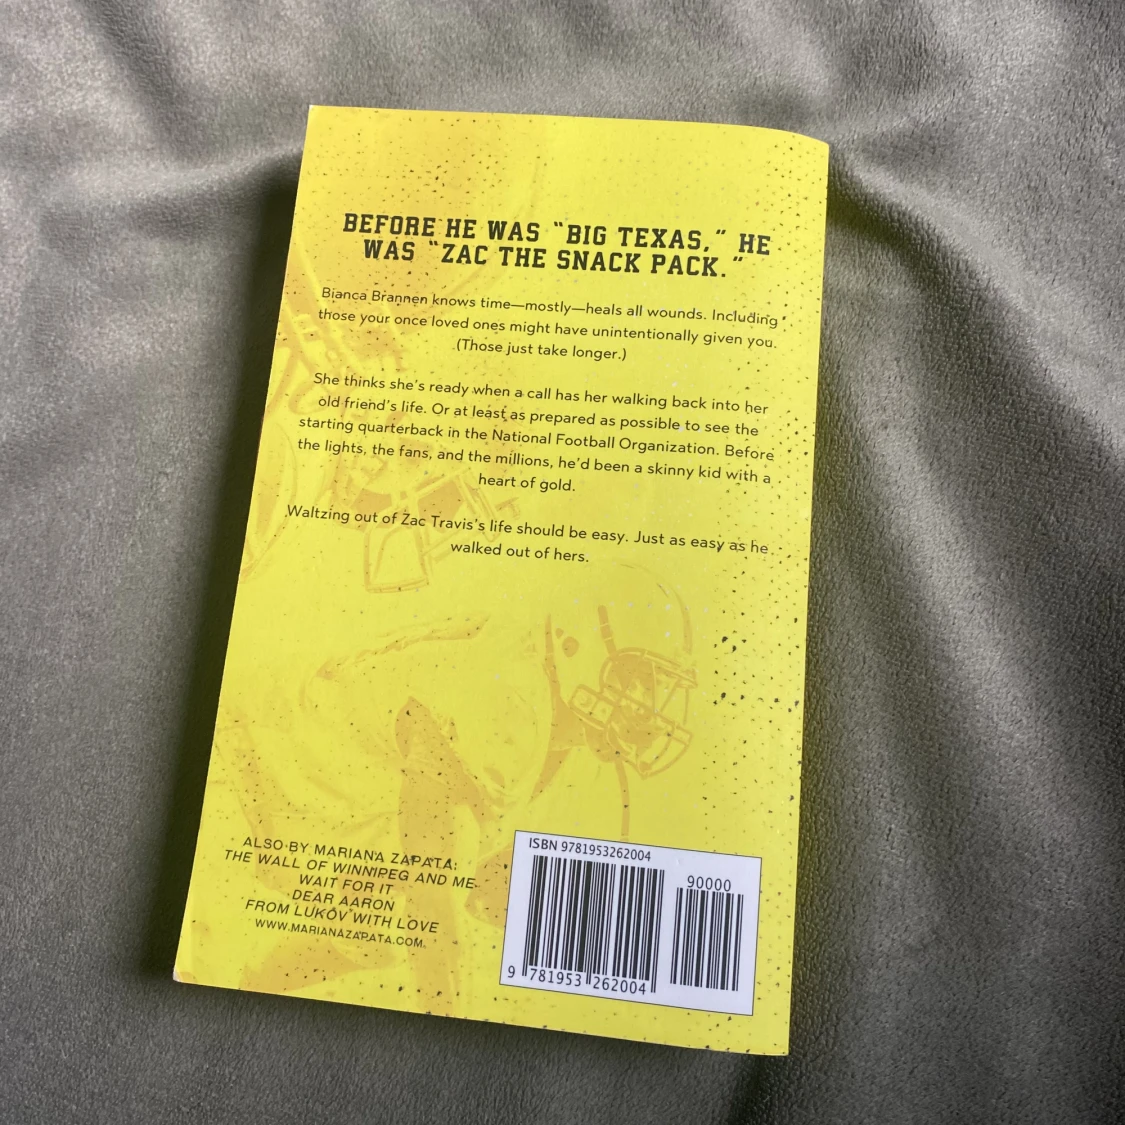 BEFORE HE WAS “BIG TEXAS,” HE
WAS “ZAC THE SNACK PACK.”
Bianca Brannen knows time—mostly—heals all wounds. Including
those your once loved ones might have unintentionally given you.
(Those just take longer.)
She thinks she's ready when a call has her walking back into her
old friend's life. Or at least as prepared as possible to see the
starting quarterback in the National Football Organization. Before
the lights, the fans, and the millions, he'd been a skinny kid with a
heart of gold.
Waltzing out of Zac Travis's life should be easy. Just as easy as he
walked out of hers.
ALSO BY MARIANA ZAPATA:
THE WALL OF WINNIPEG AND ME
WAIT FOR IT
DEAR AARON
FROM LUKOV WITH LOVE
WWW.MARIANAZAPATA.COM
ISBN 9781953262004
90000
9 781953 262004